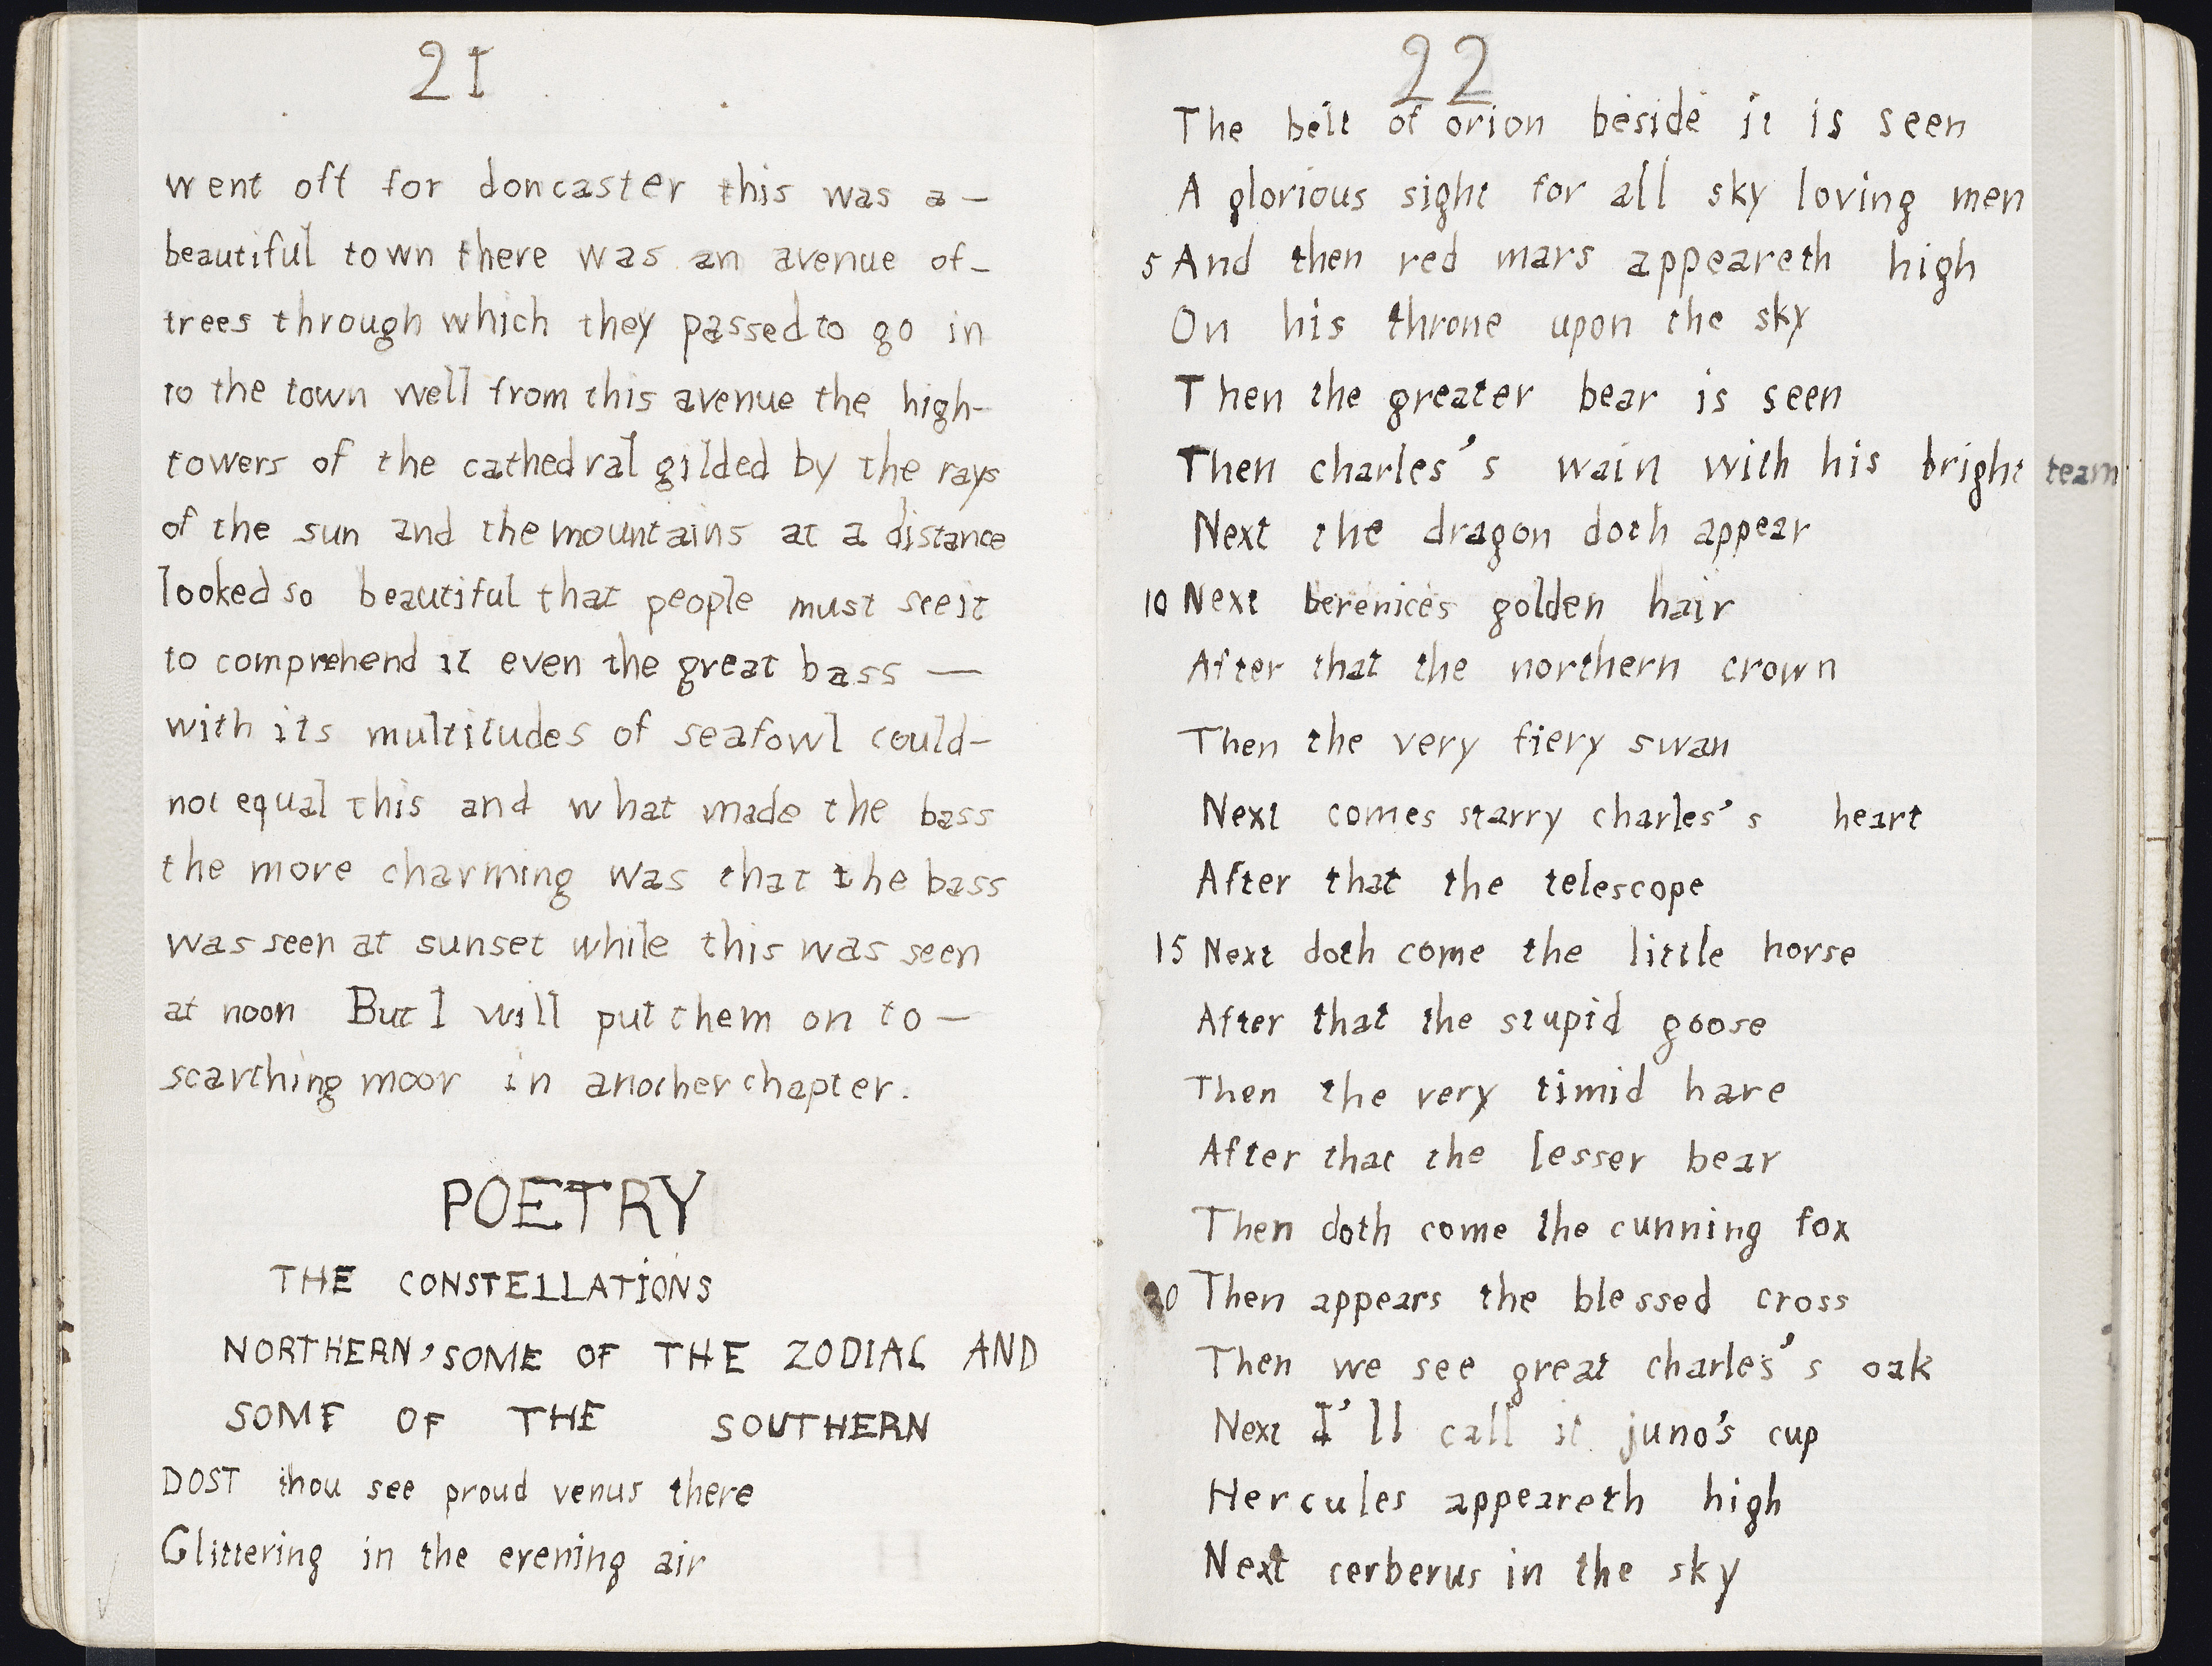 21
went off for doncaster this was a—
beautiful town there was an avenue of—
trees through which they passed to go in
to the town well from this avenue the high-
towers of the cathedral gilded by the rays
of the sun and the mountains at a distance
looked so beautiful that people must see it
to comprehend it even the great bass —
with its multitudes of seafowl could—
not equal this and what made the bass
the more charming was that the bass
was seen at sunset while this was seen
at noon But I will put them on to—
scarthing moor in another chapter.
POETRY
THE CONSTELLATIONS
NORTHERN, SOME OF THE ZODIAC AND
SOME OF THE SOUTHERN
DOST thou see proud venus there
Glittering in the evening air
22
The belt of orion beside it is seen
A glorious sight for all sky loving men
5 And then red mars appeareth high
On his throne upon the sky
Then the greater bear is seen
Then charles's wain with his bright team
Next the dragon doth appear
10 Next berenice's golden hair
After that the northern crown
Then the very fiery swan
Next comes starry charles's heart
After that the telescope
15 Next doth come the little horse
After that the stupid goose
Then the very timid hare
After that the lesser bear
Then doth come the cunning fox
20 Then appears the blessed cross
Then we see great charles's oak
Next I'll call it juno's cup
Hercules appeareth high
Next cerberus in the sky